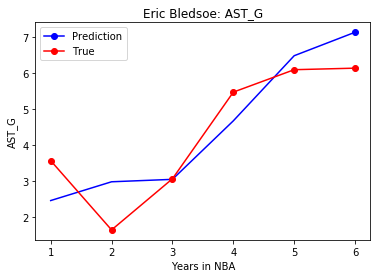 Eric Bledsoe: AST_G
Prediction
True
7
6
5
4
3
2
AST_G
1 2 3 4 5 6
Years in NBA